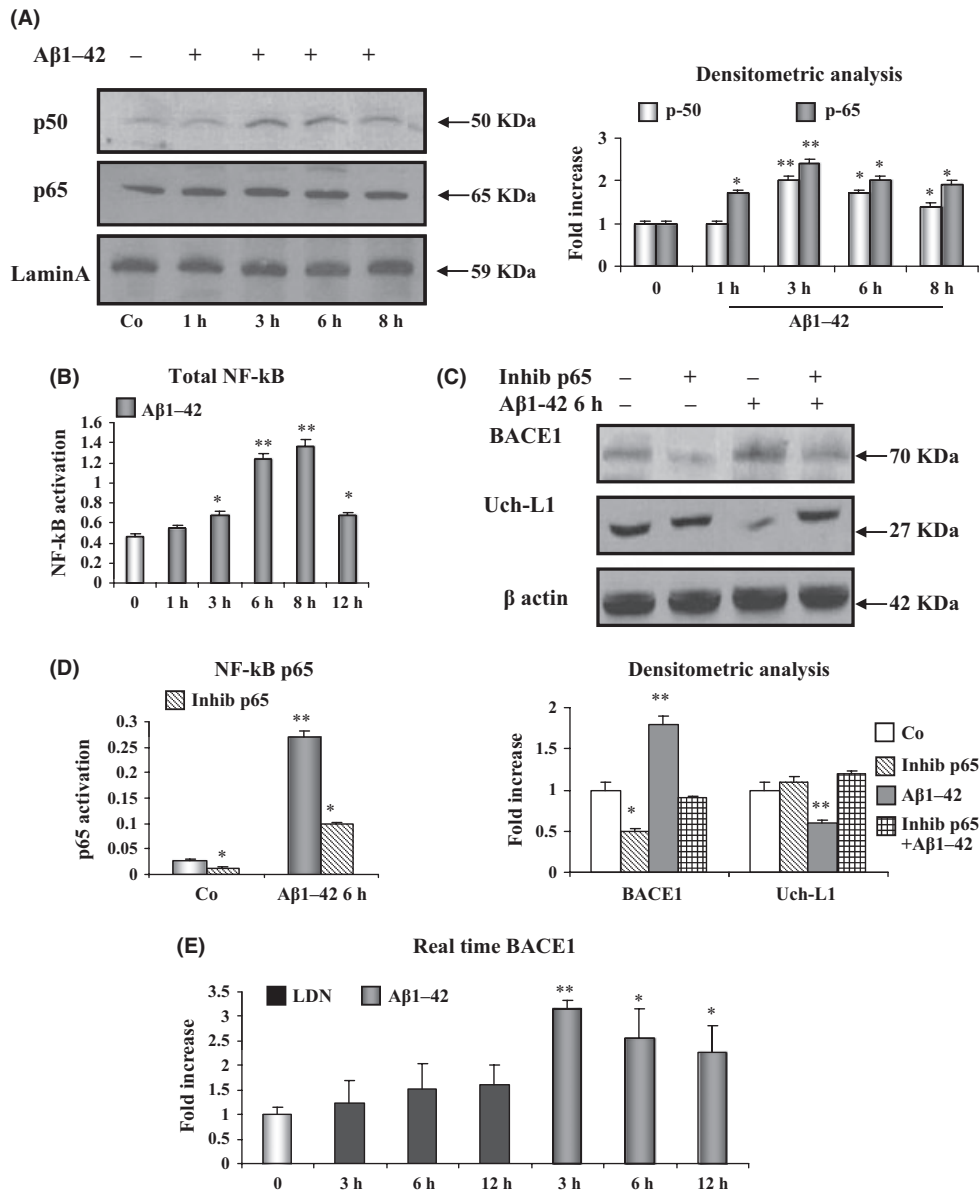 (A)
Aβ1–42 – + + + +
p50 50 KDa
p65 65 KDa
LaminA 59 KDa
Co 1 h 3 h 6 h 8 h
Densitometric analysis
p-50 p-65
Fold increase
3
2
1
0
** ** * * * * *
0 1 h 3 h 6 h 8 h
Aβ1–42
(B) Total NF-kB
Aβ1–42
NF-kB activation
1.6
1.4
1.2
1
0.8
0.6
0.4
0.2
0
* ** ** *
0 1 h 3 h 6 h 8 h 12 h
(C)
Inhib p65 – + – +
Aβ1-42 6 h – – + +
BACE1 70 KDa
Uch-L1 27 KDa
β actin 42 KDa
(D) NF-kB p65
Inhib p65
p65 activation
0.3
0.25
0.2
0.15
0.1
0.05
0
* ** *
Co Aβ1–42 6 h
Densitometric analysis
Fold increase
2
1.5
1
0.5
0
* ** **
BACE1 Uch-L1
Co
Inhib p65
Aβ1–42
Inhib p65
+Aβ1–42
(E) Real time BACE1
LDN Aβ1–42
Fold increase
3.5
3
2.5
2
1.5
1
0.5
0
** * *
0 3 h 6 h 12 h 3 h 6 h 12 h